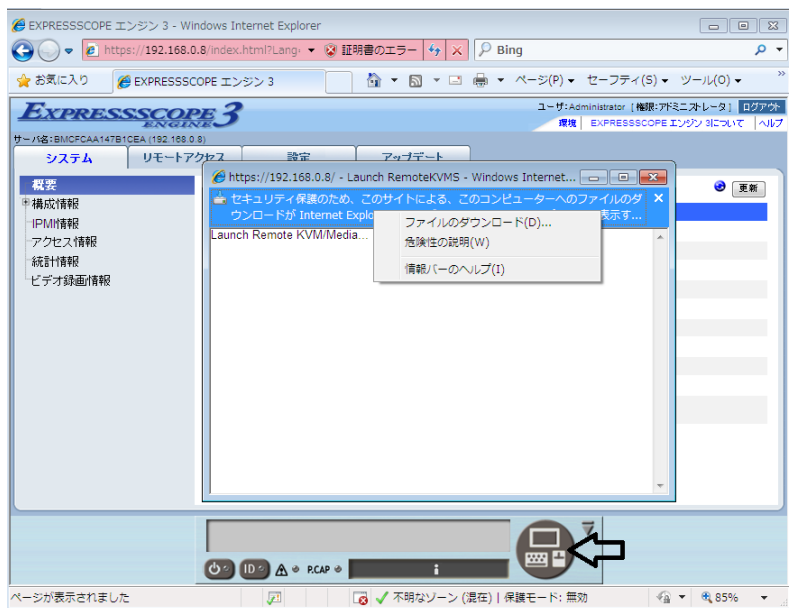 EXPRESSSCOPE エンジン 3 - Windows Internet Explorer
https://192.168.0.8/index.html?Lang
証明書のエラー
Bing
お気に入り
EXPRESSSCOPE エンジン 3
ページ(P)
セーフティ(S)
ツール(O)
EXPRESSSCOPE
ENGINE 3
ユーザ:Administrator [権限:アドミニストレータ]
ログアウト
環境
EXPRESSSCOPEエンジン 3について
ヘルプ
サーバ名:BMCFCAA147B1CEA (192.168.0.8)
システム
リモートアクセス
設定
アップデート
概要
構成情報
IPMI情報
アクセス情報
統計情報
ビデオ録画情報
更新
https://192.168.0.8/ - Launch RemoteKVMS - Windows Internet...
セキュリティ保護のため、このサイトによる、このコンピューターへのファイルのダ
ウンロードが Internet Explo
表示す...
Launch Remote KVM/Media...
ファイルのダウンロード(D)...
危険性の説明(W)
情報バーのヘルプ(I)
ID
P.CAP
i
ページが表示されました
不明なゾーン (混在) | 保護モード: 無効
85%